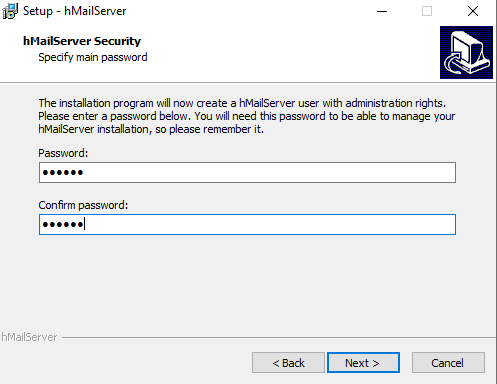 Setup - hMailServer
hMailServer Security
Specify main password
The installation program will now create a hMailServer user with administration rights.
Please enter a password below. You will need this password to be able to manage your
hMailServer installation, so please remember it.
Password:
●●●●●●
Confirm password:
●●●●●●
hMailServer
< Back
Next >
Cancel